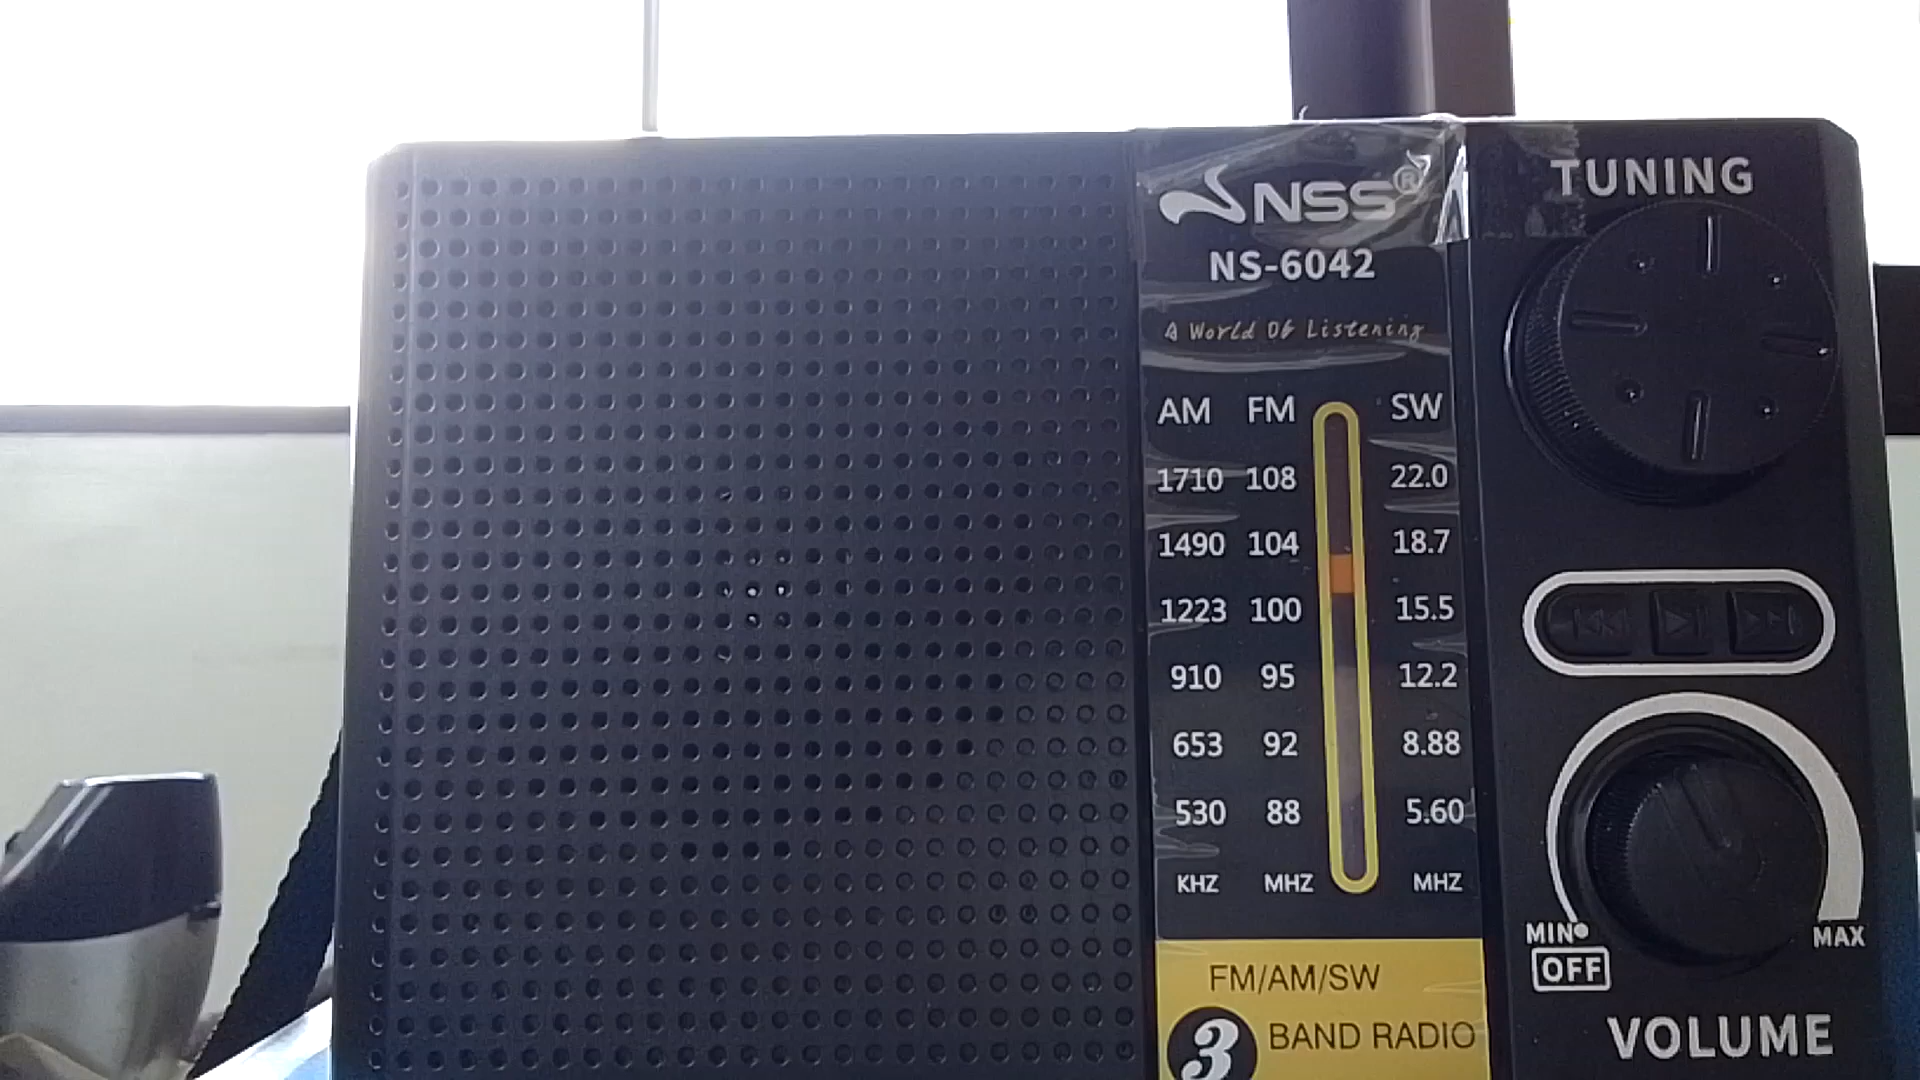 NSS®
NS-6042
A World Of Listening
AM FM SW
1710 108 22.0
1490 104 18.7
1223 100 15.5
910 95 12.2
653 92 8.88
530 88 5.60
KHZ MHZ MHZ
FM/AM/SW
3 BAND RADIO
TUNING
MIN MAX
OFF
VOLUME